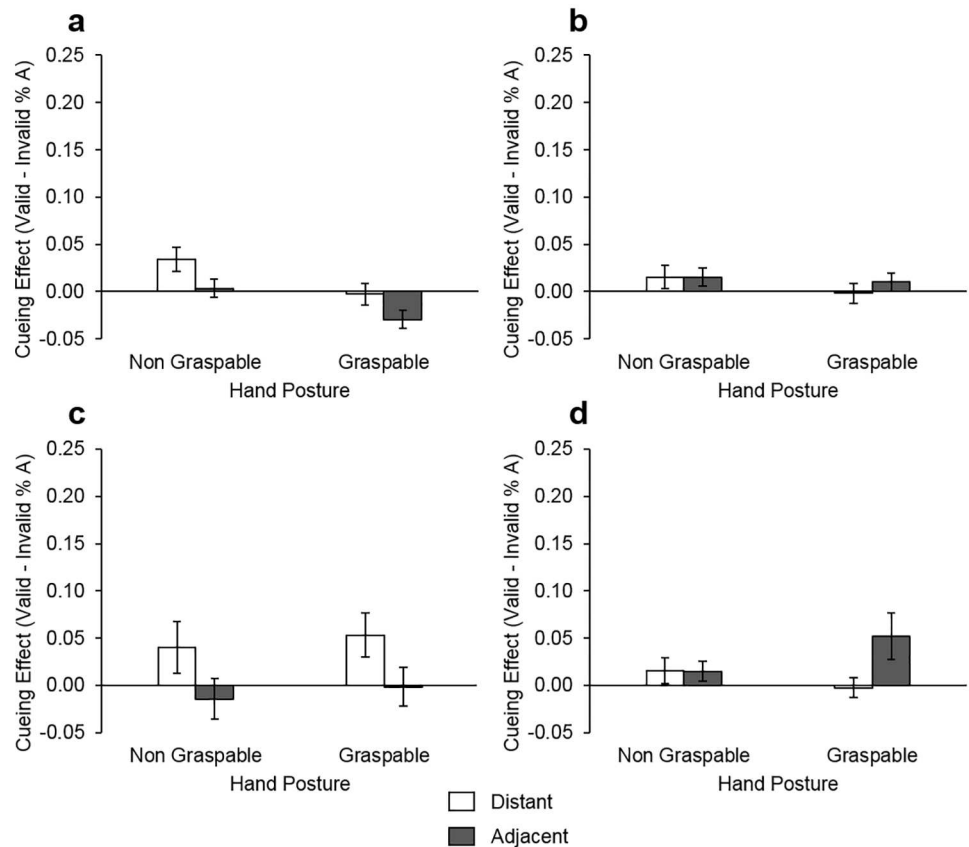 a
0.25
0.20
0.15
0.10
0.05
0.00
-0.05
Cueing Effect (Valid - Invalid % A)
Non Graspable
Graspable
Hand Posture
b
0.25
0.20
0.15
0.10
0.05
0.00
-0.05
Cueing Effect (Valid - Invalid % A)
Non Graspable
Graspable
Hand Posture
c
0.25
0.20
0.15
0.10
0.05
0.00
-0.05
Cueing Effect (Valid - Invalid % A)
Non Graspable
Graspable
Hand Posture
d
0.25
0.20
0.15
0.10
0.05
0.00
-0.05
Cueing Effect (Valid - Invalid % A)
Non Graspable
Graspable
Hand Posture
Distant
Adjacent